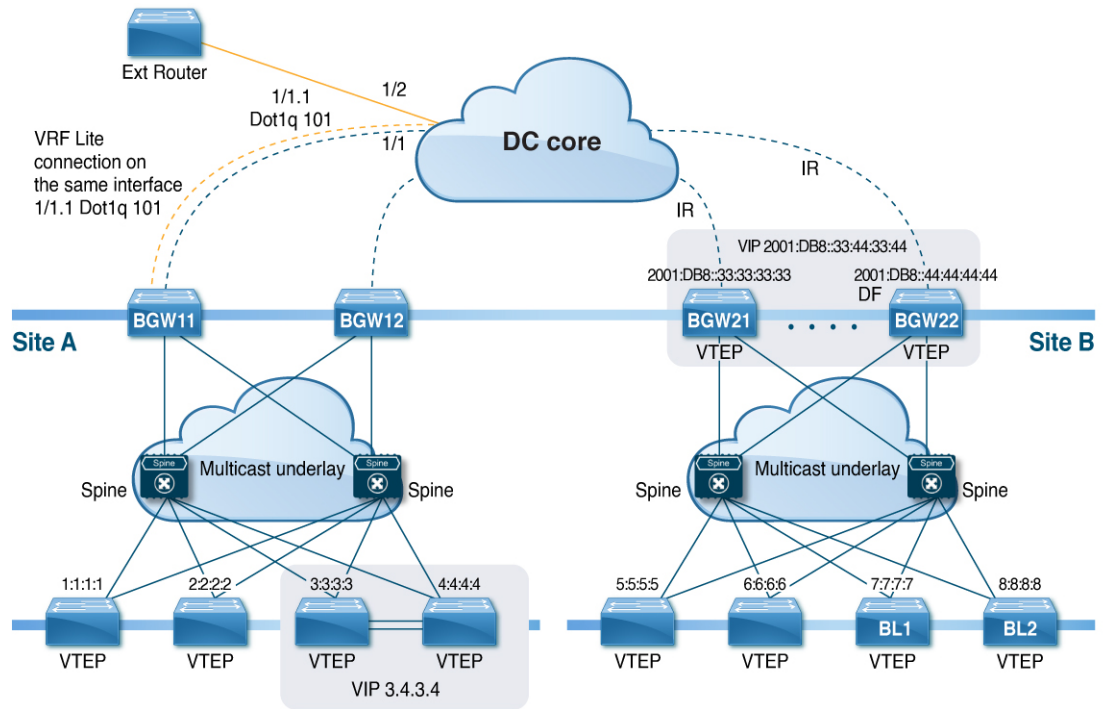 Ext Router
1/2
1/1.1
Dot1q 101
1/1
VRF Lite
connection on
the same interface
1/1.1 Dot1q 101
DC core
IR
IR
VIP 2001:DB8::33:44:33:44
2001:DB8::33:33:33:33
2001:DB8::44:44:44:44
DF
BGW11
BGW12
BGW21
BGW22
Site A
Site B
VTEP
VTEP
Multicast underlay
Multicast underlay
Spine
Spine
Spine
Spine
Spine
Spine
Spine
Spine
1:1:1:1
2:2:2:2
3:3:3:3
4:4:4:4
5:5:5:5
6:6:6:6
7:7:7:7
8:8:8:8
BL1
BL2
VTEP
VTEP
VTEP
VTEP
VTEP
VTEP
VTEP
VTEP
VIP 3.4.3.4